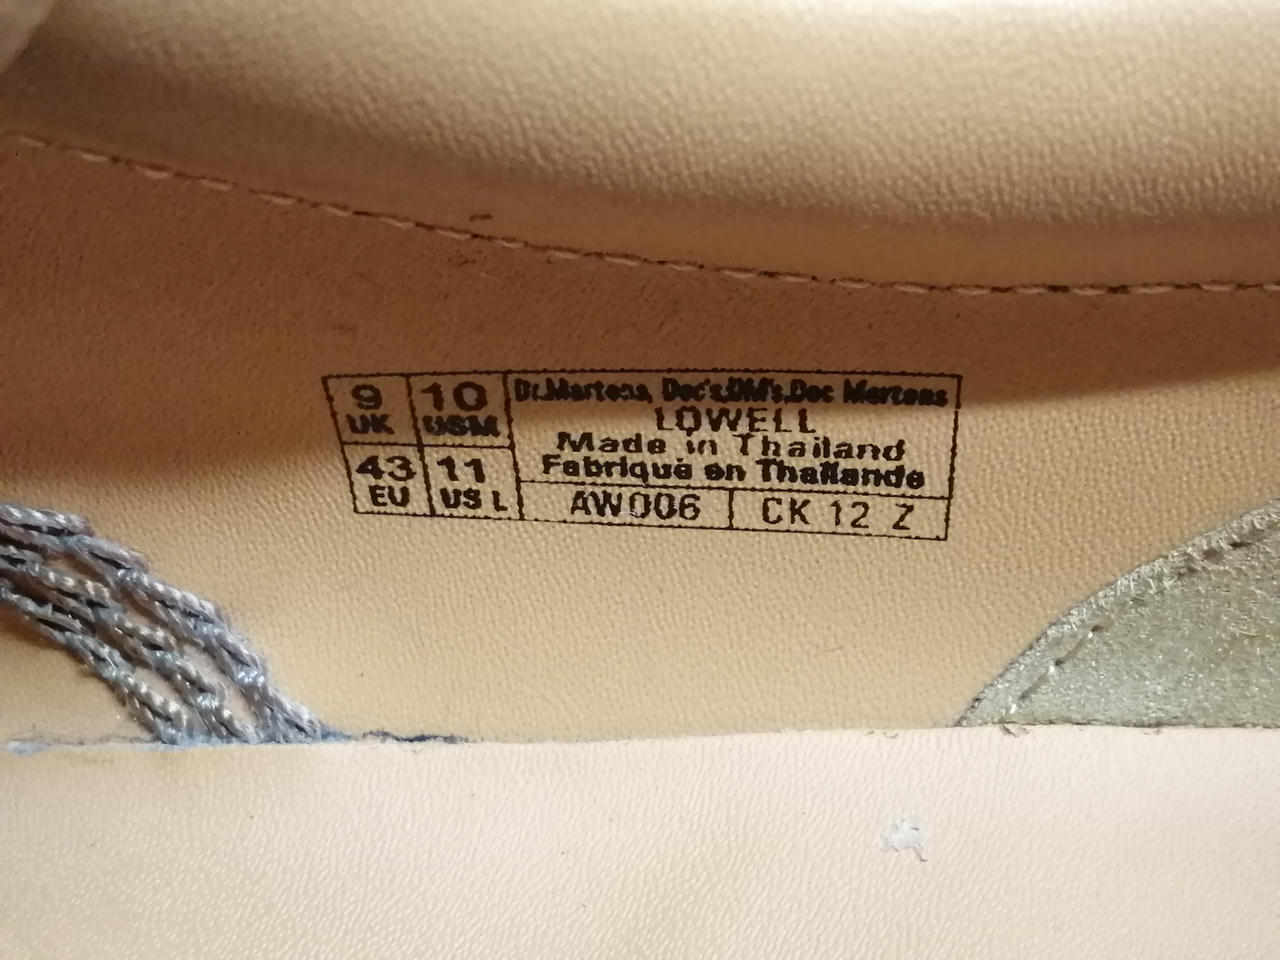 9 UK
10 USM
43 EU
11 US L
Dr.Martens, Doc's,DM's,Doc Martens
LOWELL
Made in Thailand
Fabriqué en Thaïlande
AW006
CK 12 Z